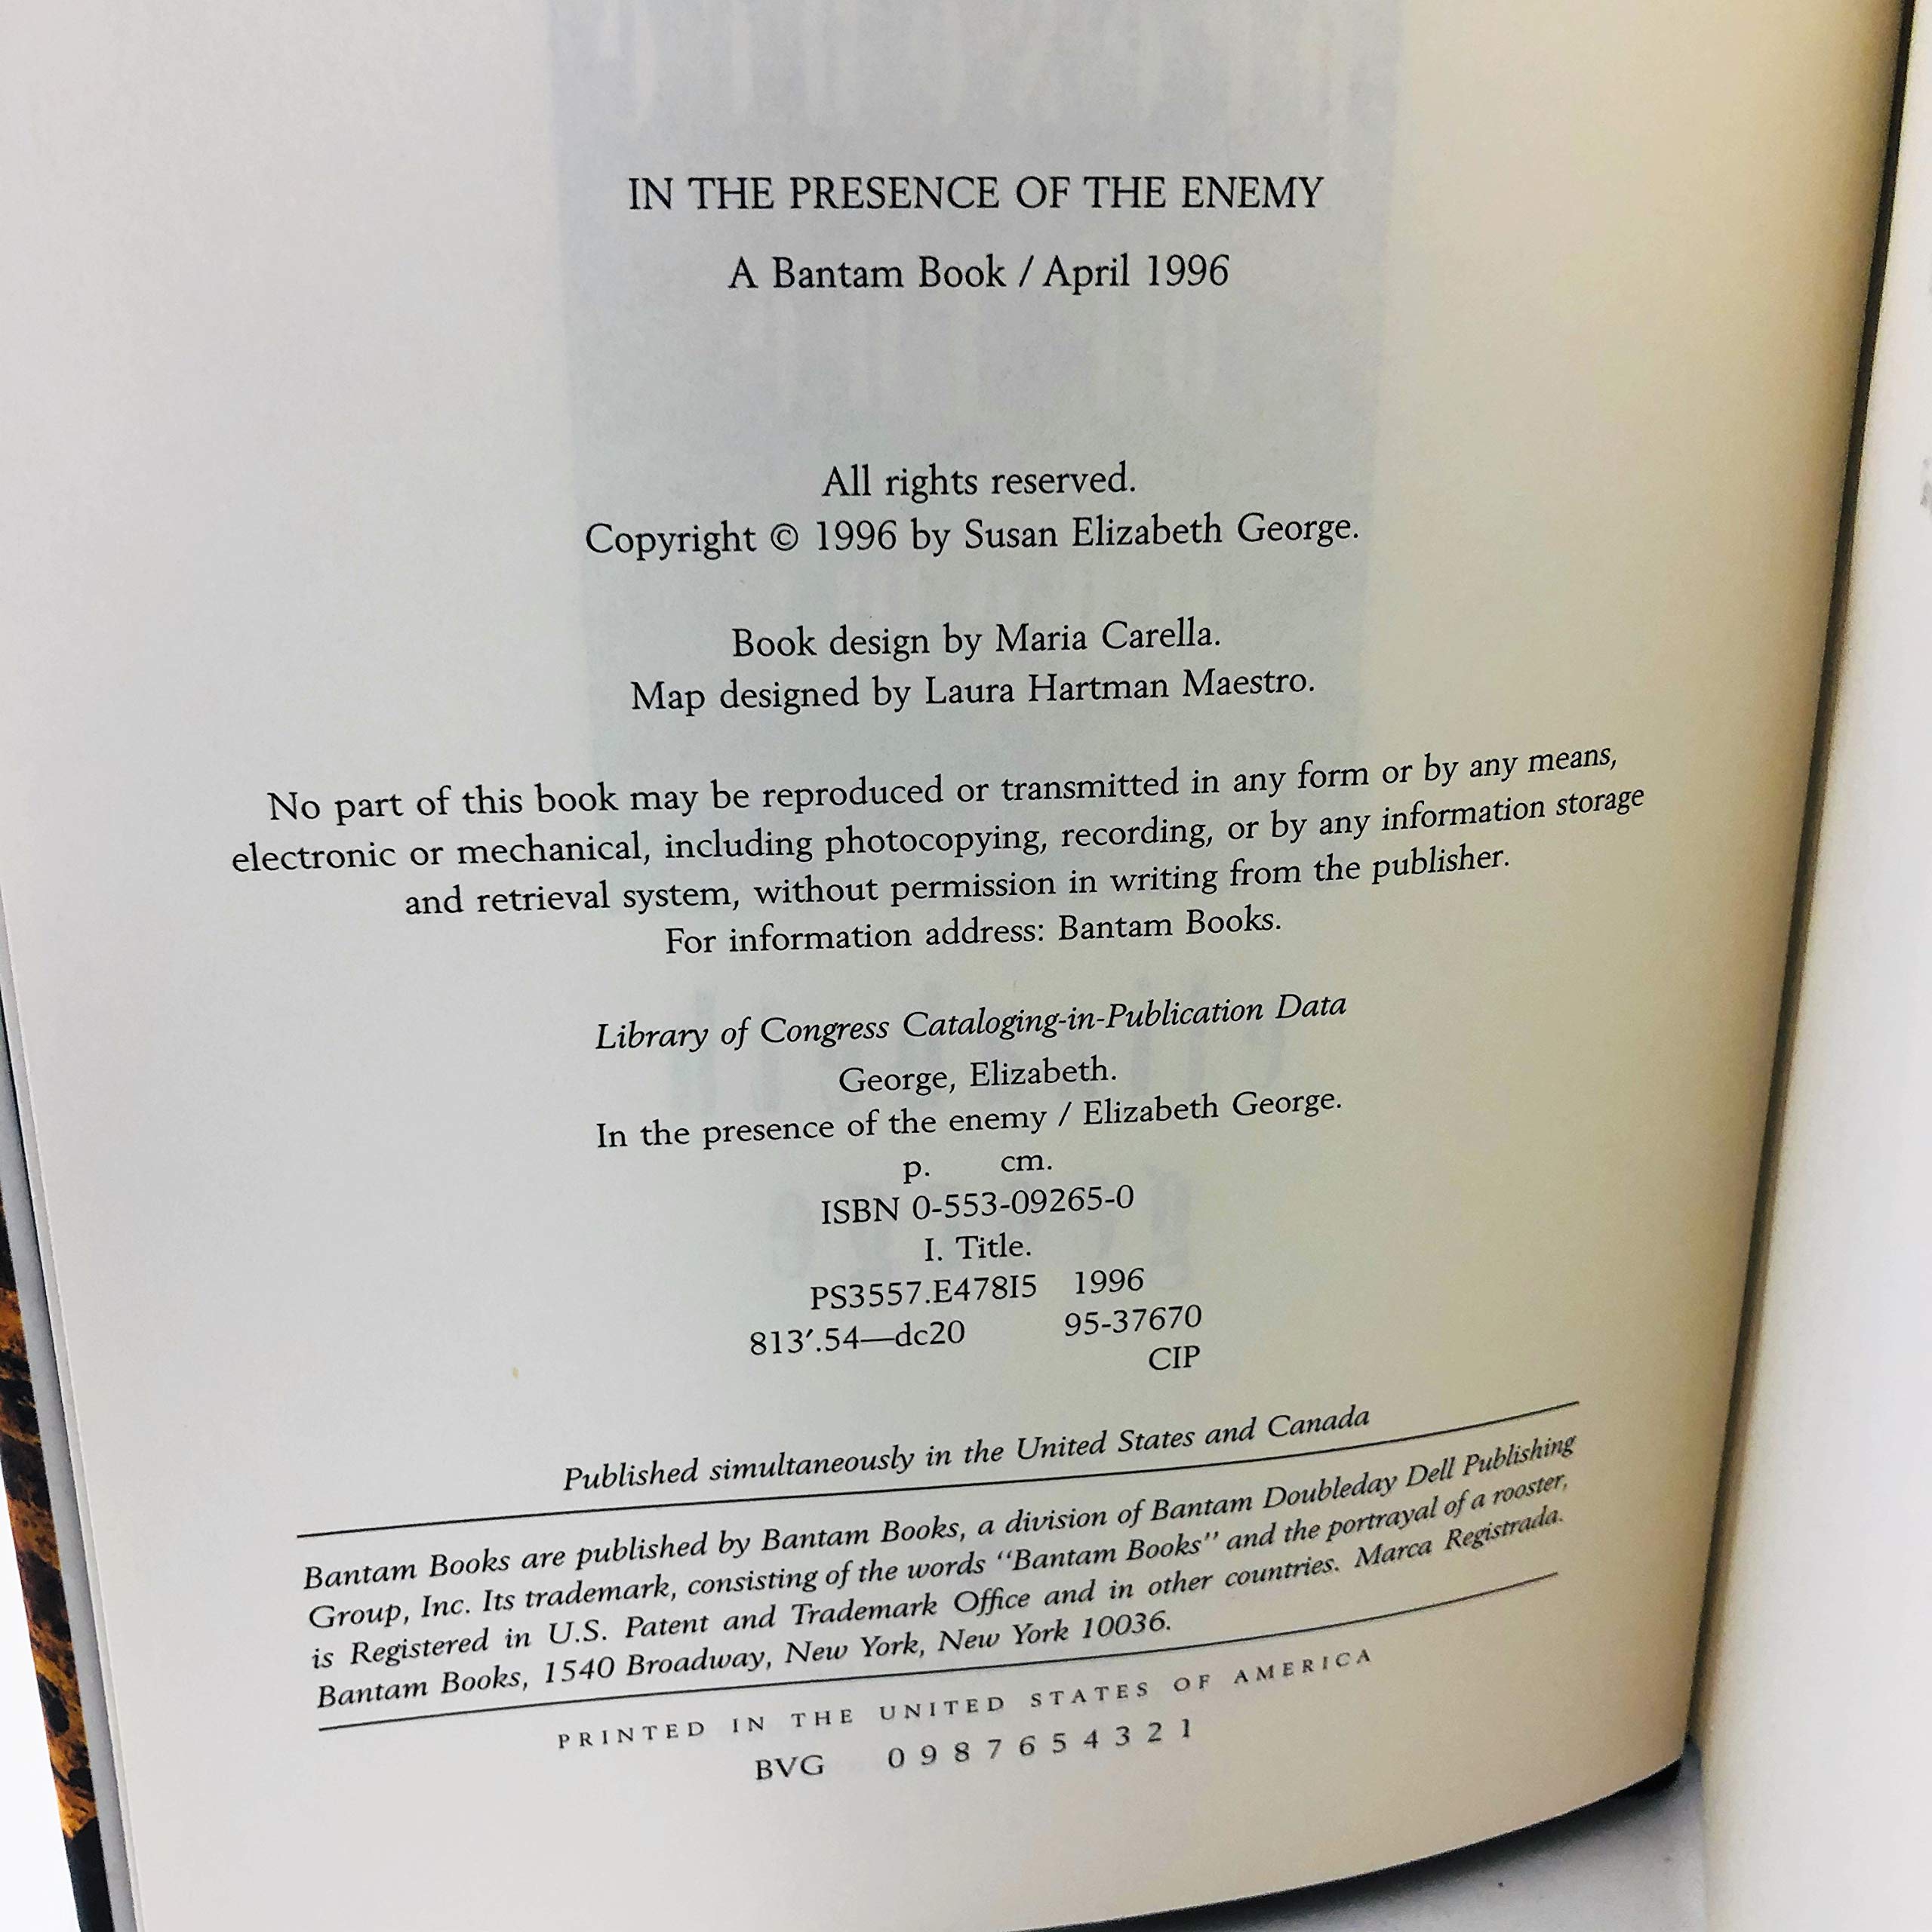 IN THE PRESENCE OF THE ENEMY
A Bantam Book / April 1996
All rights reserved.
Copyright © 1996 by Susan Elizabeth George.
Book design by Maria Carella.
Map designed by Laura Hartman Maestro.
No part of this book may be reproduced or transmitted in any form or by any means,
electronic or mechanical, including photocopying, recording, or by any information storage
and retrieval system, without permission in writing from the publisher.
For information address: Bantam Books.
Library of Congress Cataloging-in-Publication Data
George, Elizabeth.
In the presence of the enemy / Elizabeth George.
p. cm.
ISBN 0-553-09265-0
I. Title.
PS3557.E478I5 1996
813′.54—dc20 95-37670
CIP
Published simultaneously in the United States and Canada
Bantam Books are published by Bantam Books, a division of Bantam Doubleday Dell Publishing
Group, Inc. Its trademark, consisting of the words “Bantam Books” and the portrayal of a rooster,
is Registered in U.S. Patent and Trademark Office and in other countries. Marca Registrada.
Bantam Books, 1540 Broadway, New York, New York 10036.
PRINTED IN THE UNITED STATES OF AMERICA
BVG 0 9 8 7 6 5 4 3 2 1